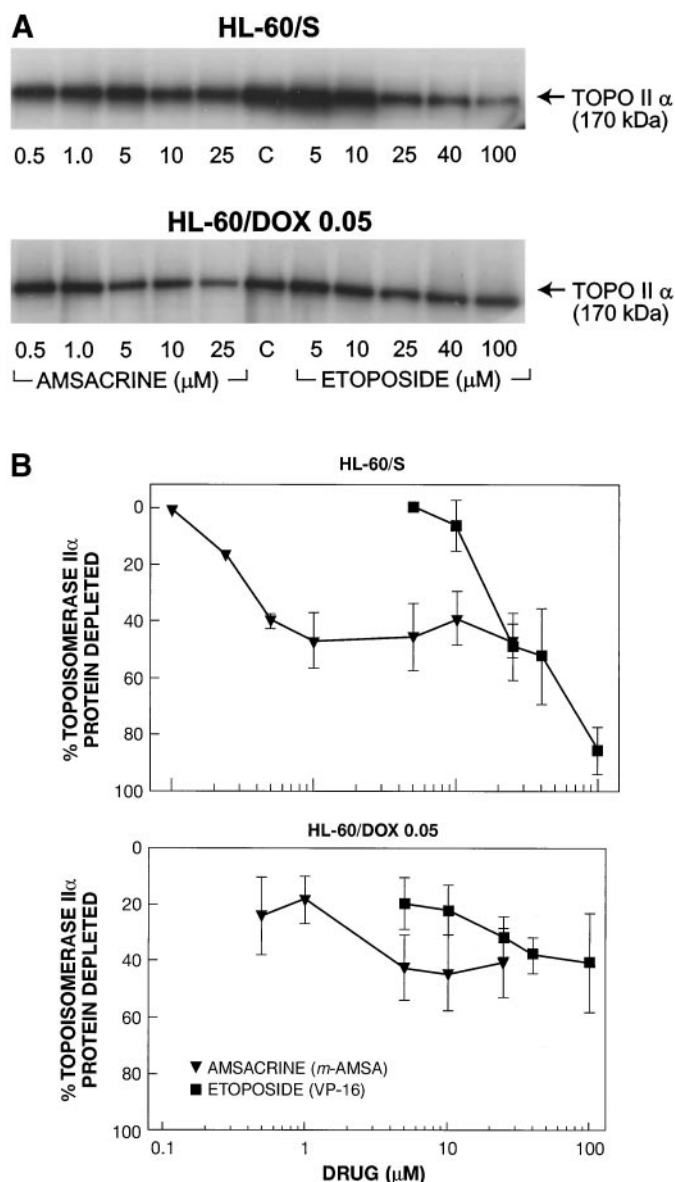 A
HL-60/S
TOPO II α
(170 kDa)
0.5 1.0 5 10 25 C 5 10 25 40 100
HL-60/DOX 0.05
TOPO II α
(170 kDa)
0.5 1.0 5 10 25 C 5 10 25 40 100
AMSACRINE (µM) ETOPOSIDE (µM)
B
HL-60/S
% TOPOISOMERASE IIα
PROTEIN DEPLETED
0
20
40
60
80
100
HL-60/DOX 0.05
% TOPOISOMERASE IIα
PROTEIN DEPLETED
0
20
40
60
80
100
AMSACRINE (m-AMSA)
ETOPOSIDE (VP-16)
0.1 1 10 100
DRUG (µM)